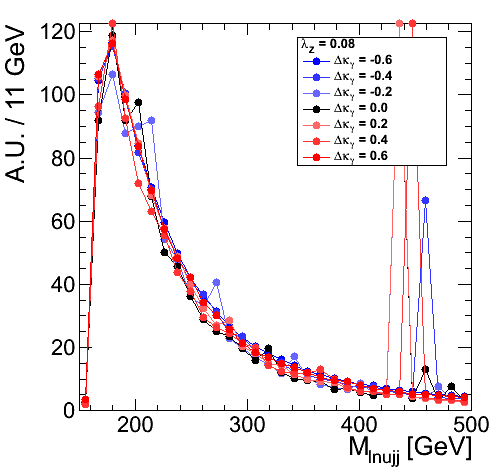 A.U. / 11 GeV
120
100
80
60
40
20
0
λz = 0.08
Δκγ = -0.6
Δκγ = -0.4
Δκγ = -0.2
Δκγ = 0.0
Δκγ = 0.2
Δκγ = 0.4
Δκγ = 0.6
200 300 400 500
Mlnujj [GeV]